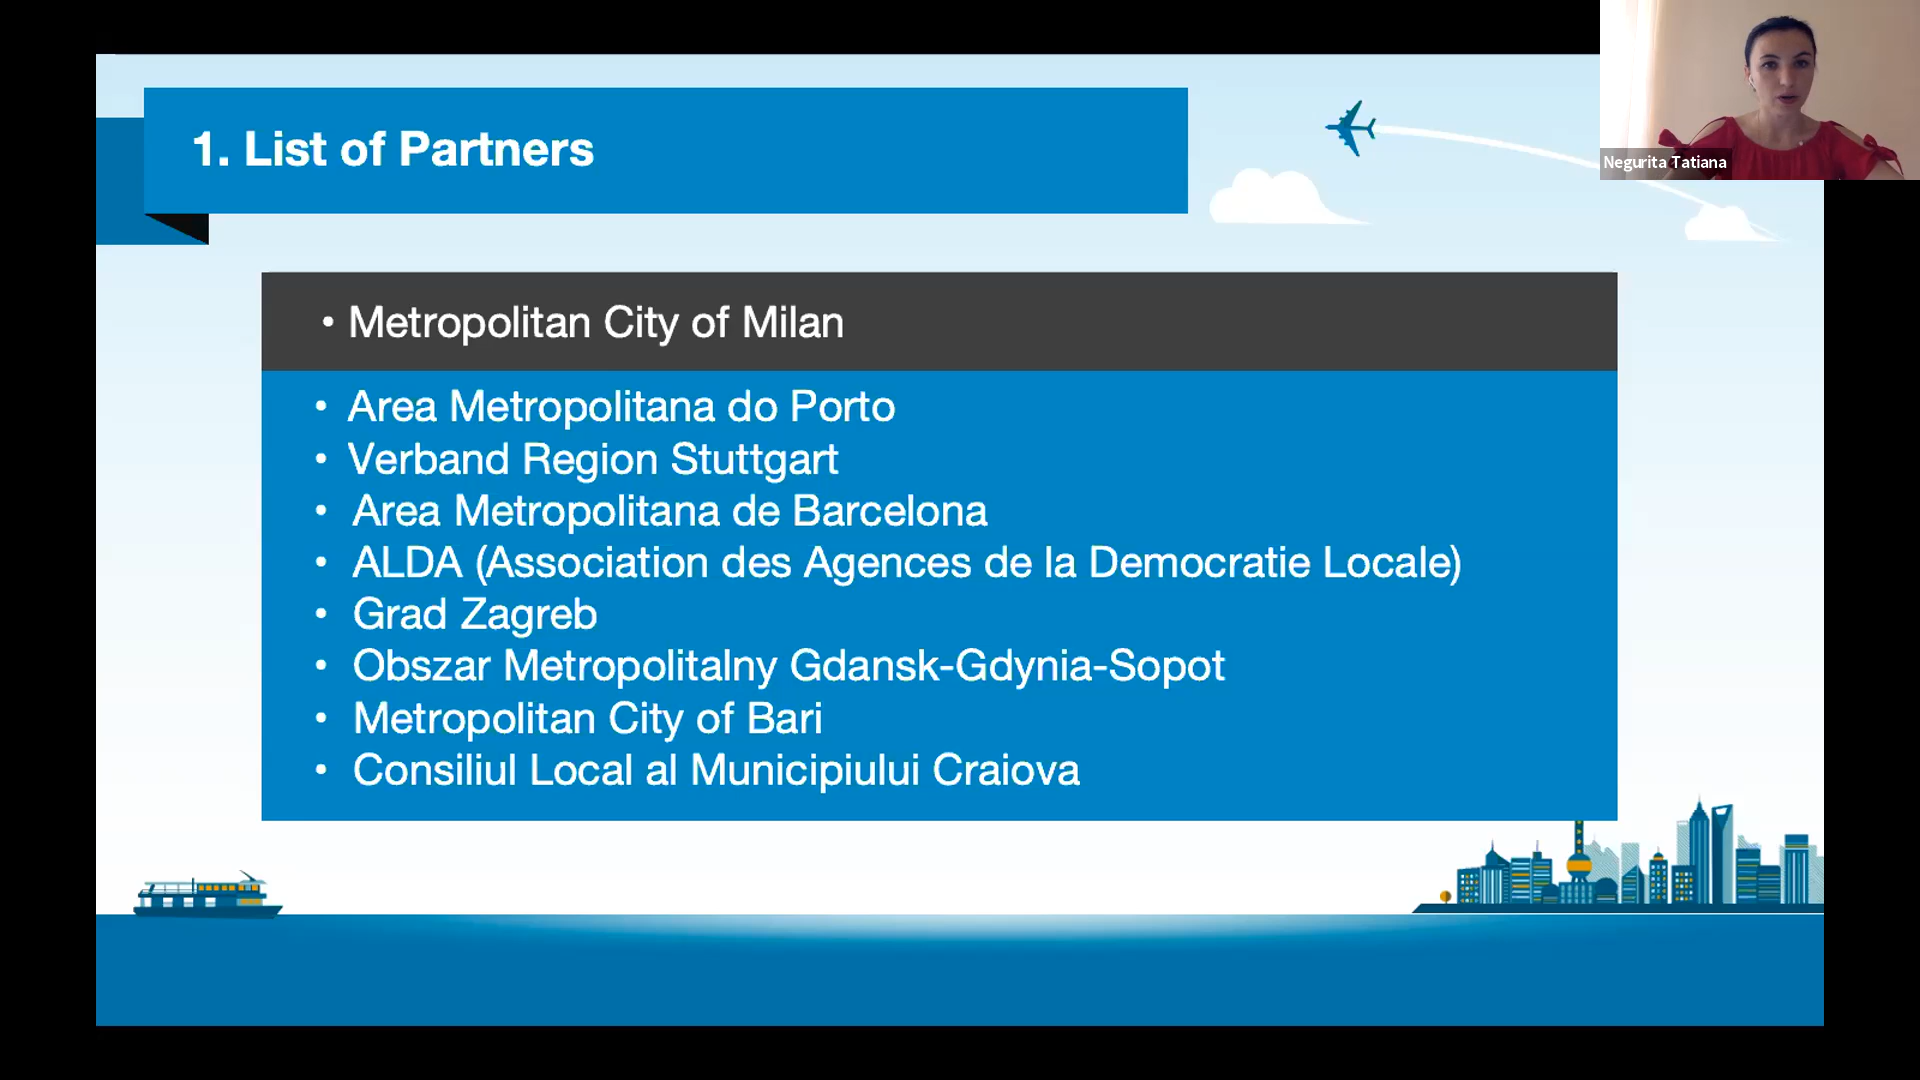 1. List of Partners
Negurita Tatiana
• Metropolitan City of Milan
• Area Metropolitana do Porto
• Verband Region Stuttgart
• Area Metropolitana de Barcelona
• ALDA (Association des Agences de la Democratie Locale)
• Grad Zagreb
• Obszar Metropolitalny Gdansk-Gdynia-Sopot
• Metropolitan City of Bari
• Consiliul Local al Municipiului Craiova